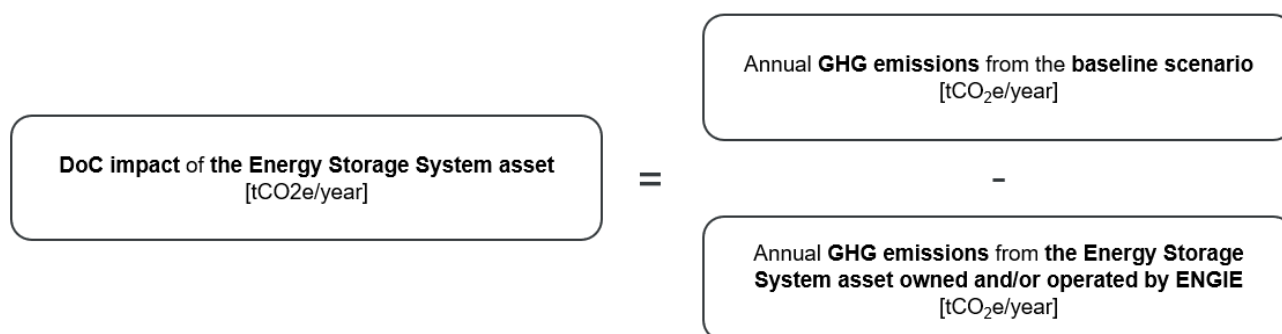 DoC impact of the Energy Storage System asset
[tCO2e/year]
=
Annual GHG emissions from the baseline scenario
[tCO₂e/year]
-
Annual GHG emissions from the Energy Storage
System asset owned and/or operated by ENGIE
[tCO₂e/year]